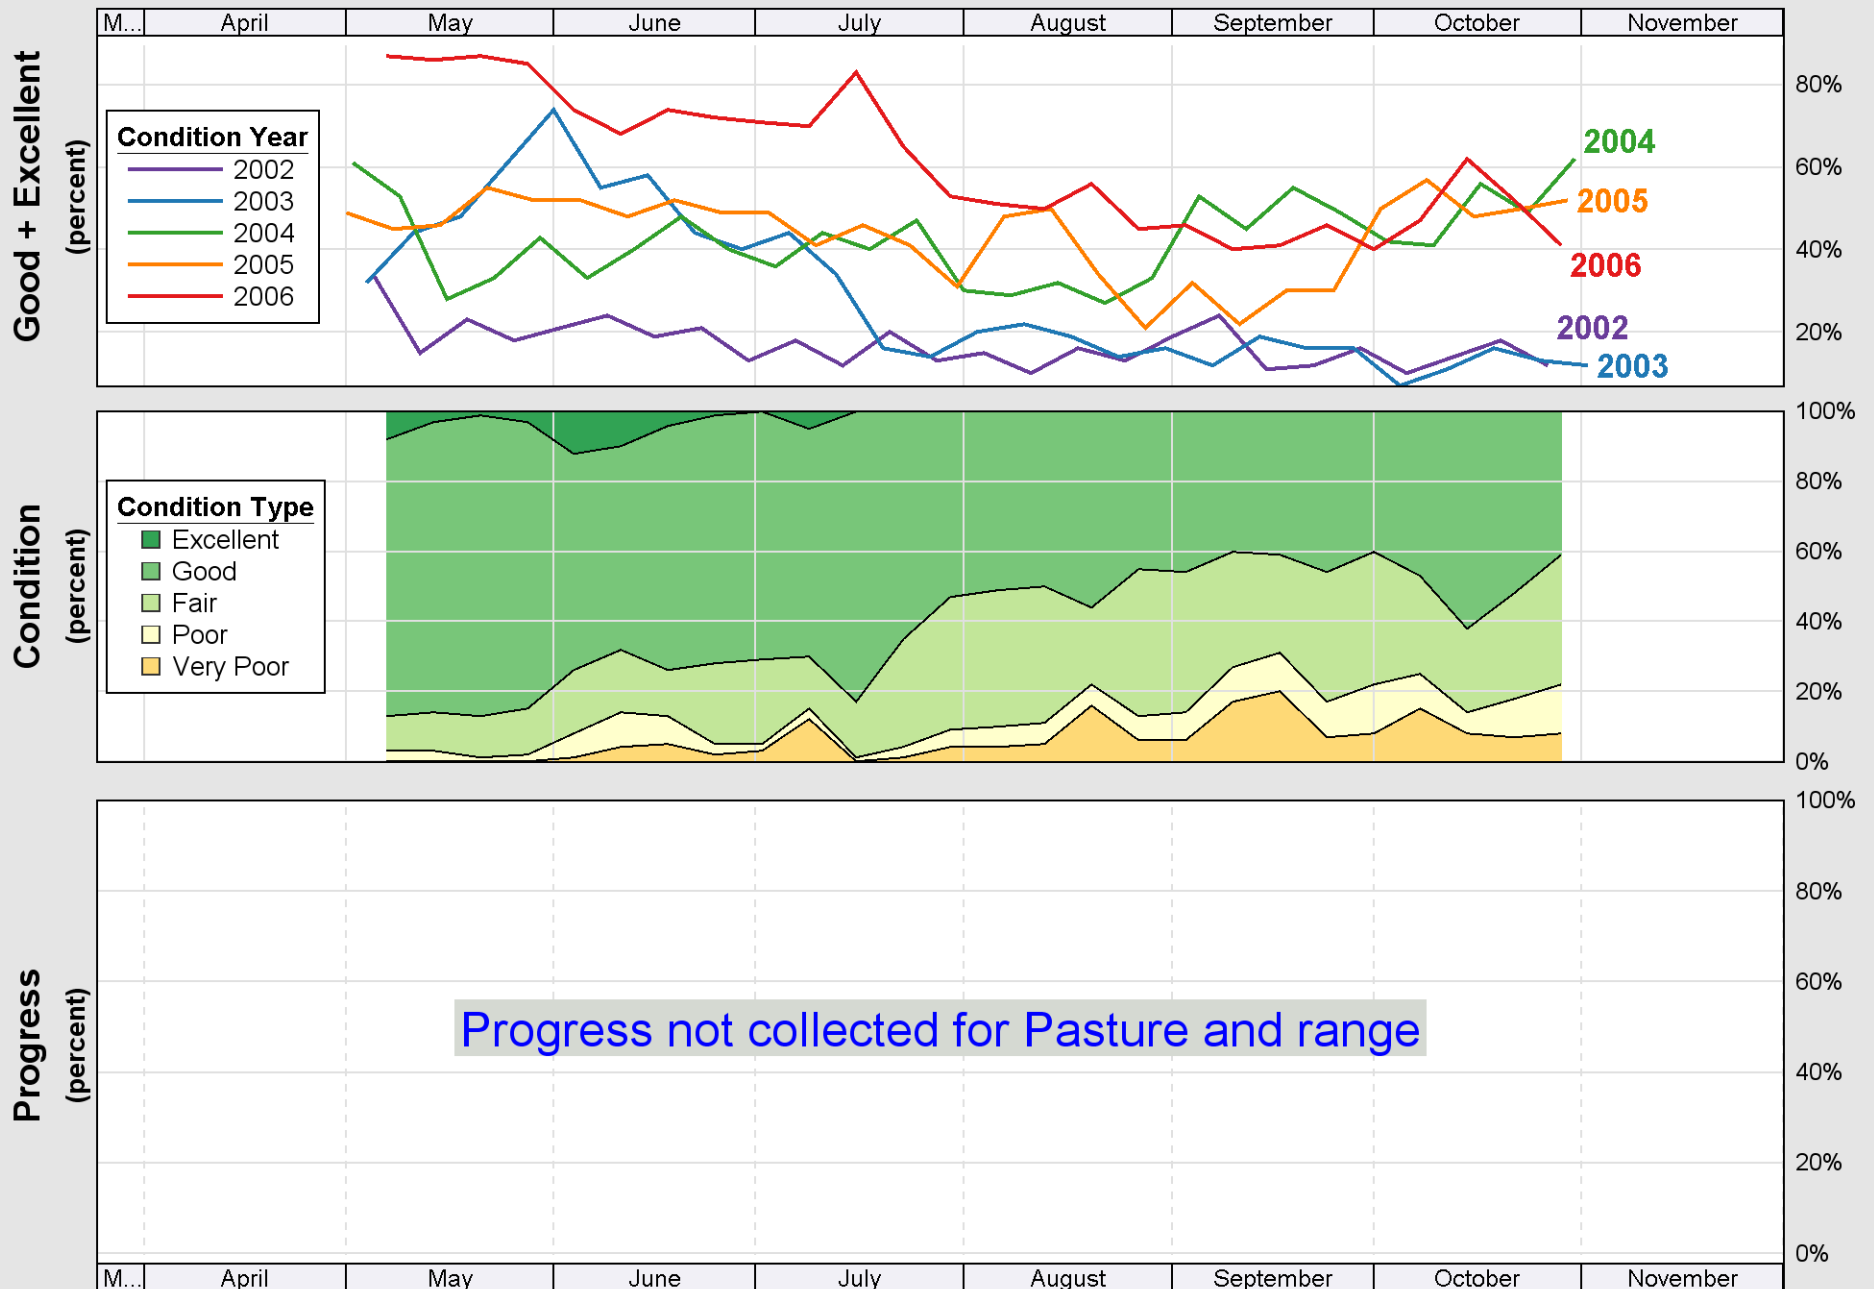 M... April May June July August September October November
Good + Excellent
(percent)
Condition Year
2002
2003
2004
2005
2006
80%
60%
40%
20%
2004
2005
2006
2002
2003
Condition
(percent)
Condition Type
Excellent
Good
Fair
Poor
Very Poor
100%
80%
60%
40%
20%
0%
Progress
(percent)
Progress not collected for Pasture and range
100%
80%
60%
40%
20%
0%
M... April May June July August September October November